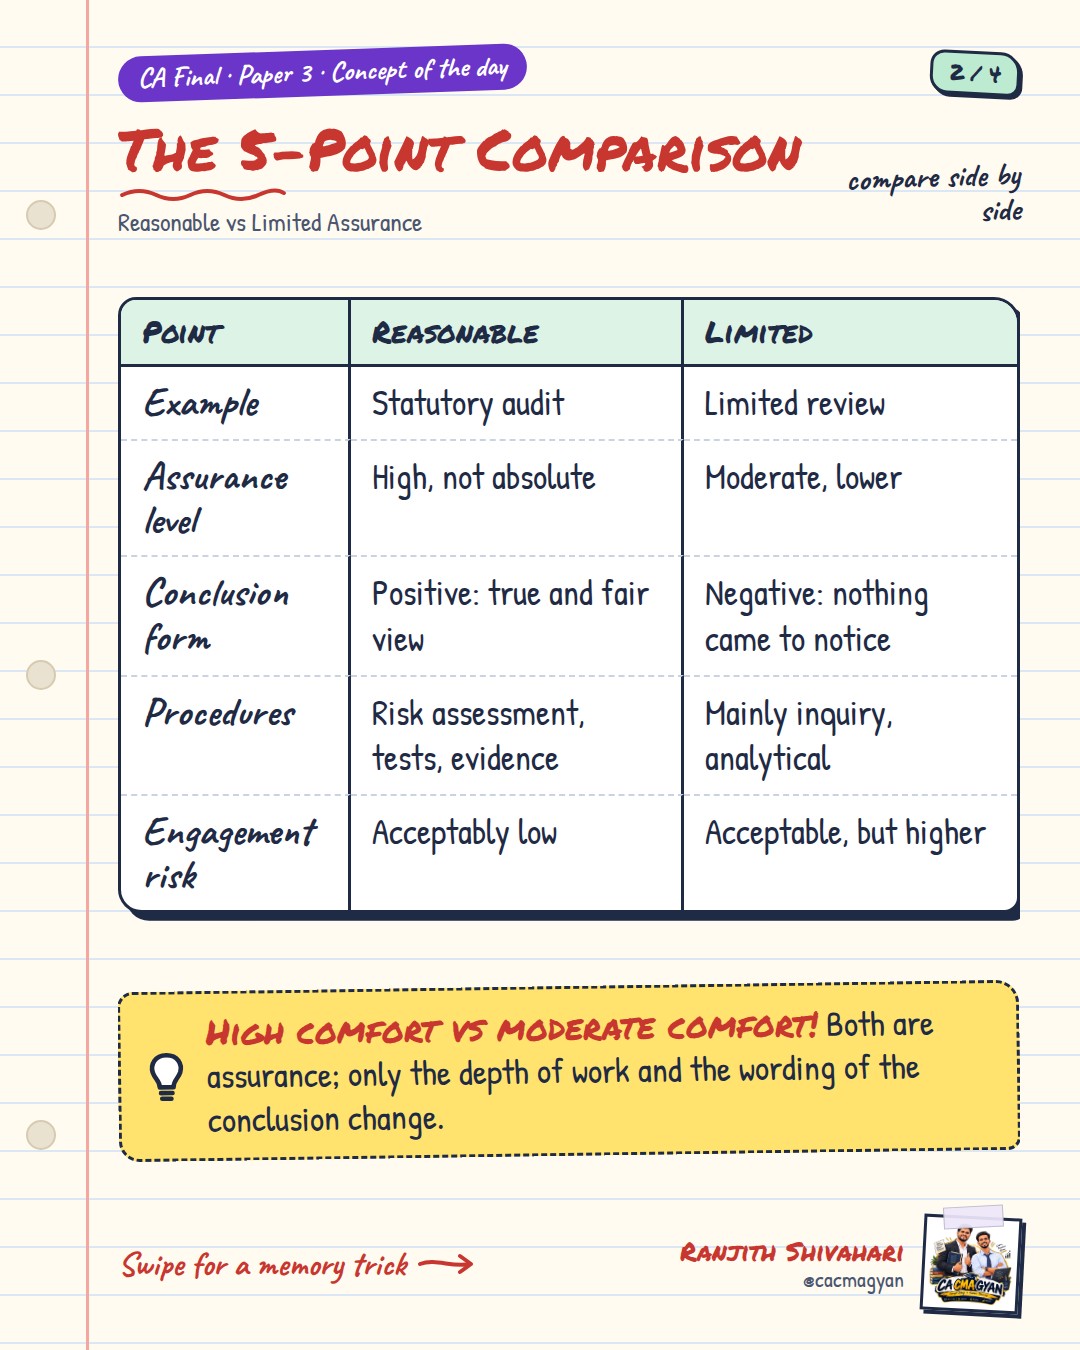 CA Final · Paper 3 · Concept of the day
2 / 4
The 5-Point Comparison
compare side by
side
Reasonable vs Limited Assurance
Point Reasonable Limited
Example Statutory audit Limited review
Assurance High, not absolute Moderate, lower
level
Conclusion Positive: true and fair Negative: nothing
form view came to notice
Procedures Risk assessment, Mainly inquiry,
tests, evidence analytical
Engagement Acceptably low Acceptable, but higher
risk
High comfort vs moderate comfort! Both are
assurance; only the depth of work and the wording of the
conclusion change.
Swipe for a memory trick
Ranjith Shivahari
@cacmagyan
CA CMA GYAN